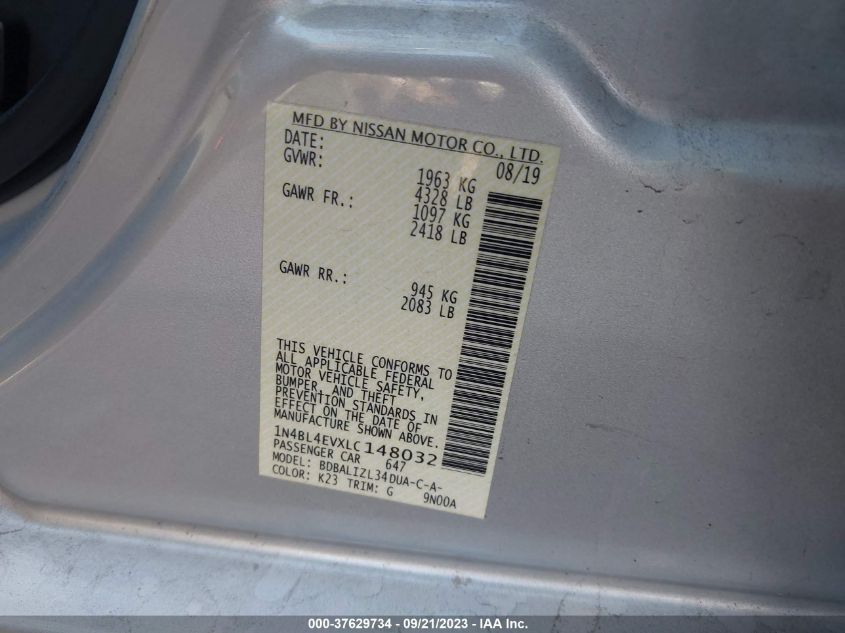 MFD BY NISSAN MOTOR CO., LTD.
DATE: 08/19
GVWR: 1963 KG
4328 LB
GAWR FR.: 1097 KG
2418 LB
GAWR RR.: 945 KG
2083 LB
THIS VEHICLE CONFORMS TO
ALL APPLICABLE FEDERAL
MOTOR VEHICLE SAFETY,
BUMPER, AND THEFT
PREVENTION STANDARDS IN
EFFECT ON THE DATE OF
MANUFACTURE SHOWN ABOVE.
1N4BL4EVXLC148032
PASSENGER CAR 647
MODEL: BDBALIZL34DUA-C-A-
COLOR: K23 TRIM: G 9N00A
000-37629734 - 09/21/2023 - IAA Inc.